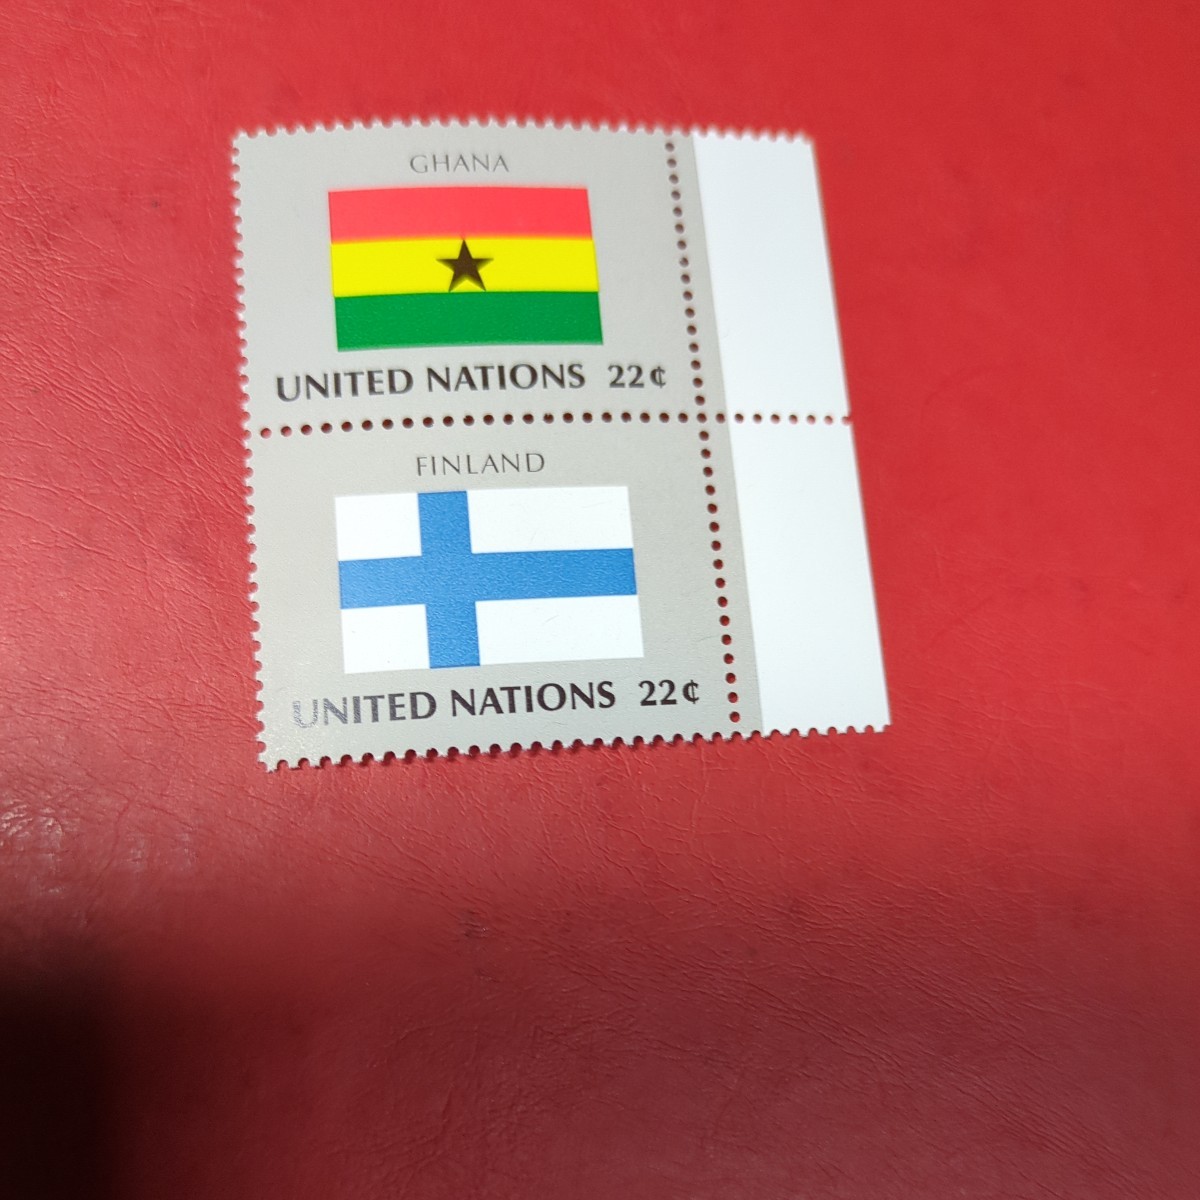 GHANA
UNITED NATIONS 22¢
FINLAND
UNITED NATIONS 22¢